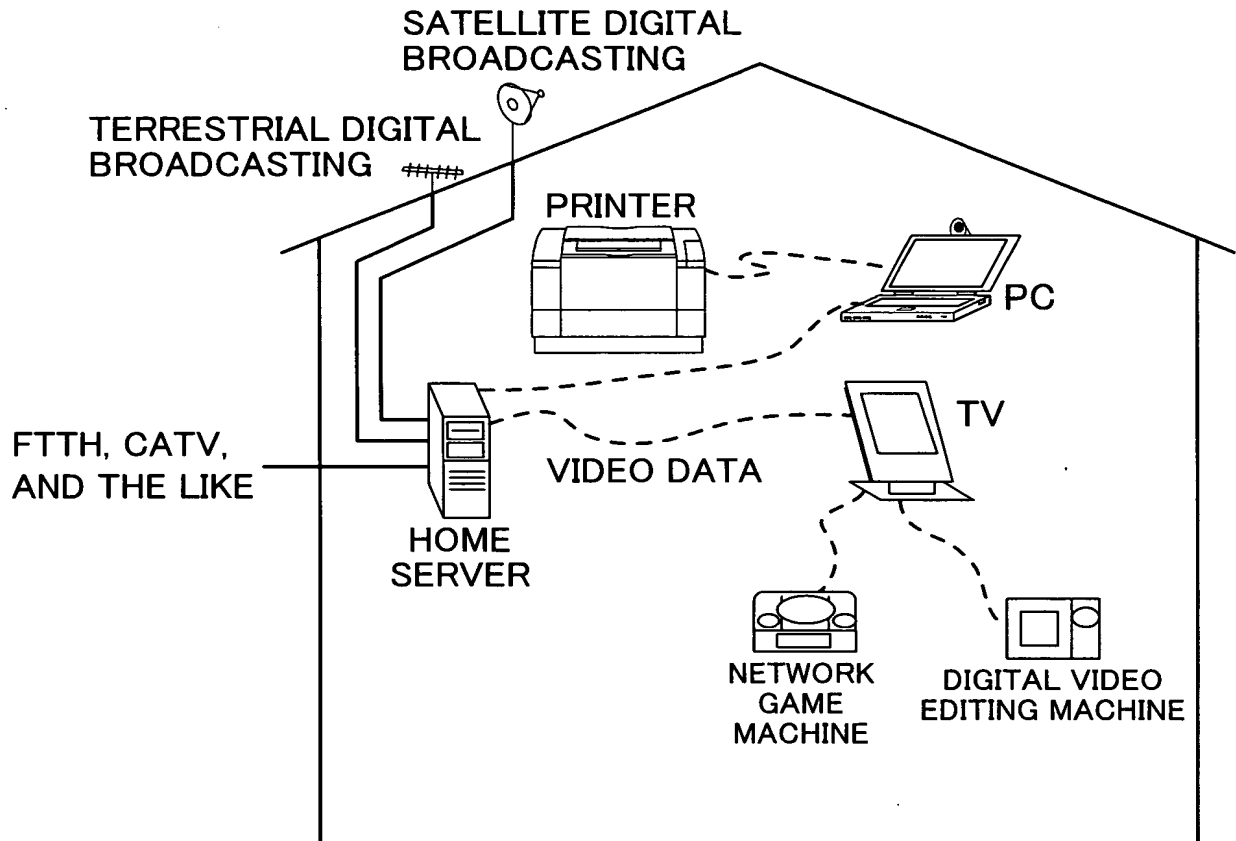 SATELLITE DIGITAL
BROADCASTING
TERRESTRIAL DIGITAL
BROADCASTING
PRINTER
PC
TV
FTTH, CATV,
AND THE LIKE
VIDEO DATA
HOME
SERVER
NETWORK
GAME
MACHINE
DIGITAL VIDEO
EDITING MACHINE